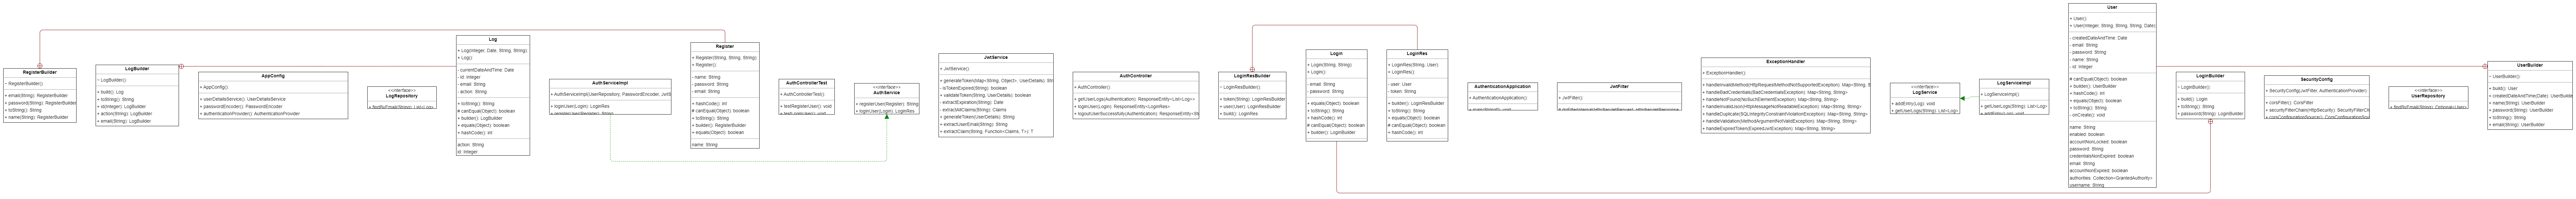 RegisterBuilder
~ RegisterBuilder():
+ email(String): RegisterBuilder
+ password(String): RegisterBuilder
+ toString(): String
+ name(String): RegisterBuilder
LogBuilder
~ LogBuilder():
+ build(): Log
+ toString(): String
+ id(Integer): LogBuilder
+ action(String): LogBuilder
+ email(String): LogBuilder
AppConfig
+ AppConfig():
+ userDetailsService(): UserDetailsService
+ passwordEncoder(): PasswordEncoder
+ authenticationProvider(): AuthenticationProvider
<<interface>>
LogRepository
+ findByEmail(String): List<Log>
Log
+ Log(Integer, Date, String, String):
+ Log():
- currentDateAndTime: Date
- id: Integer
- email: String
- action: String
+ toString(): String
# canEqual(Object): boolean
+ builder(): LogBuilder
+ equals(Object): boolean
+ hashCode(): int
action: String
id: Integer
AuthServiceImpl
+ AuthServiceImpl(UserRepository, PasswordEncoder, JwtS
+ loginUser(Login): LoginRes
+ registerUser(Register): String
Register
+ Register(String, String, String):
+ Register():
- name: String
- password: String
- email: String
+ hashCode(): int
# canEqual(Object): boolean
+ toString(): String
+ builder(): RegisterBuilder
+ equals(Object): boolean
name: String
AuthControllerTest
+ AuthControllerTest():
+ testRegisterUser(): void
+ testLoginUser(): void
<<interface>>
AuthService
+ registerUser(Register): String
+ loginUser(Login): LoginRes
JwtService
+ JwtService():
+ generateToken(Map<String, Object>, UserDetails): Stri
- isTokenExpired(String): boolean
+ validateToken(String, UserDetails): boolean
- extractExpiration(String): Date
- extractAllClaims(String): Claims
+ generateToken(UserDetails): String
+ extractUserEmail(String): String
+ extractClaim(String, Function<Claims, T>): T
AuthController
+ AuthController():
+ getUserLogs(Authentication): ResponseEntity<List<Log>>
+ loginUser(Login): ResponseEntity<LoginRes>
+ logoutUserSuccessfully(Authentication): ResponseEntity<St
LoginResBuilder
~ LoginResBuilder():
+ token(String): LoginResBuilder
+ user(User): LoginResBuilder
+ build(): LoginRes
Login
+ Login(String, String):
+ Login():
- email: String
- password: String
+ equals(Object): boolean
+ toString(): String
+ hashCode(): int
# canEqual(Object): boolean
+ builder(): LoginBuilder
LoginRes
+ LoginRes(String, User):
+ LoginRes():
- user: User
- token: String
+ builder(): LoginResBuilder
+ toString(): String
+ equals(Object): boolean
# canEqual(Object): boolean
+ hashCode(): int
AuthenticationApplication
+ AuthenticationApplication():
+ main(String[]): void
JwtFilter
+ JwtFilter():
ExceptionHandler
+ ExceptionHandler():
+ handleBadCredentials(BadCredentialsException): Map<String, String>
+ handleNotFound(NoSuchElementException): Map<String, String>
+ handleInvalidJson(HttpMessageNotReadableException): Map<String, String>
+ handleDuplicate(SQLIntegrityConstraintViolationException): Map<String, String>
+ handleValidation(MethodArgumentNotValidException): Map<String, String>
+ handleExpiredToken(ExpiredJwtException): Map<String, String>
<<interface>>
LogService
+ addEntry(Log): void
+ getUserLogs(String): List<Log>
LogServiceImpl
+ LogServiceImpl():
+ getUserLogs(String): List<Log>
+ addEntry(Log): void
User
+ User():
+ User(Integer, String, String, String, Date):
- createdDateAndTime: Date
- email: String
- password: String
- name: String
- id: Integer
# canEqual(Object): boolean
+ builder(): UserBuilder
+ hashCode(): int
+ equals(Object): boolean
+ toString(): String
- onCreate(): void
name: String
enabled: boolean
accountNonLocked: boolean
password: String
credentialsNonExpired: boolean
email: String
accountNonExpired: boolean
authorities: Collection<GrantedAuthority>
username: String
LoginBuilder
~ LoginBuilder():
+ build(): Login
+ toString(): String
+ email(String): LoginBuilder
+ password(String): LoginBuilder
SecurityConfig
+ SecurityConfig(JwtFilter, AuthenticationProvider):
+ corsFilter(): CorsFilter
+ securityFilterChain(HttpSecurity): SecurityFilterCh
<<interface>>
UserRepository
+ findByEmail(String): Optional<User>
UserBuilder
~ UserBuilder():
+ build(): User
+ createdDateAndTime(Date): UserBuilder
+ name(String): UserBuilder
+ password(String): UserBuilder
+ id(Integer): UserBuilder
+ toString(): String
+ email(String): UserBuilder